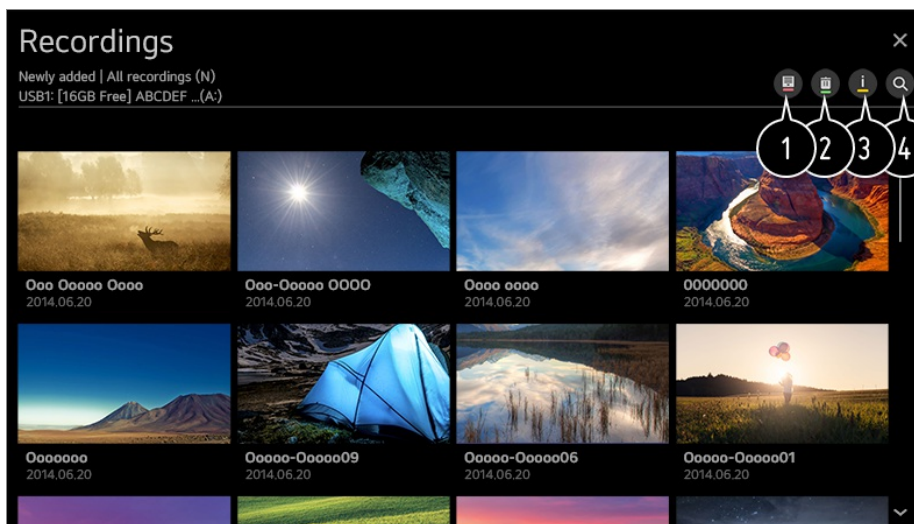 Recordings
Newly added | All recordings (N)
USB1: [16GB Free] ABCDEF ...(A:)
1 2 3 4
Ooo Ooooo Oooo
2014.06.20
Ooo-Ooooo OOOO
2014.06.20
Oooo oooo
2014.06.20
OOOOOOO
2014.06.20
Ooooooo
2014.06.20
Ooooo-Ooooo09
2014.06.20
Ooooo-Ooooo06
2014.06.20
Ooooo-Ooooo01
2014.06.20